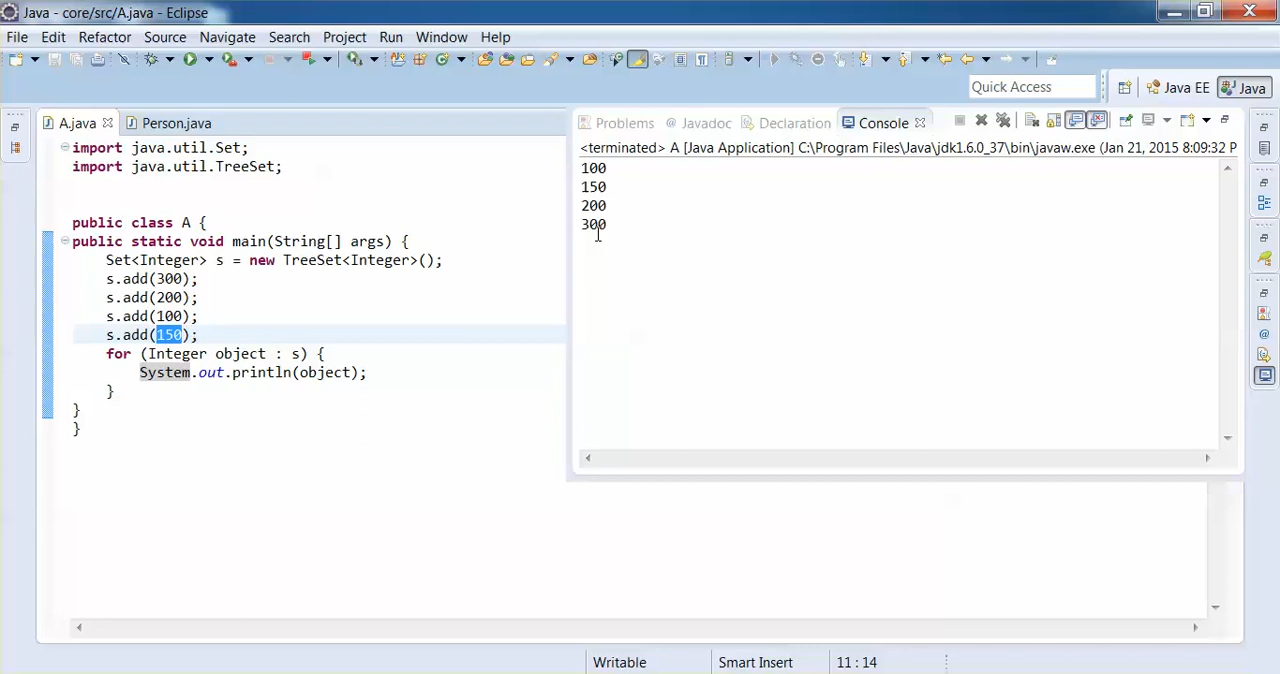 Java - core/src/A.java - Eclipse
File Edit Refactor Source Navigate Search Project Run Window Help
Quick Access
Java EE
Java
A.java
Person.java
import java.util.Set;
import java.util.TreeSet;
public class A {
public static void main(String[] args) {
Set<Integer> s = new TreeSet<Integer>();
s.add(300);
s.add(200);
s.add(100);
s.add(150);
for (Integer object : s) {
System.out.println(object);
}
}
}
Problems @ Javadoc Declaration Console
<terminated> A [Java Application] C:\Program Files\Java\jdk1.6.0_37\bin\javaw.exe (Jan 21, 2015 8:09:32 P
100
150
200
300
Writable Smart Insert 11 : 14